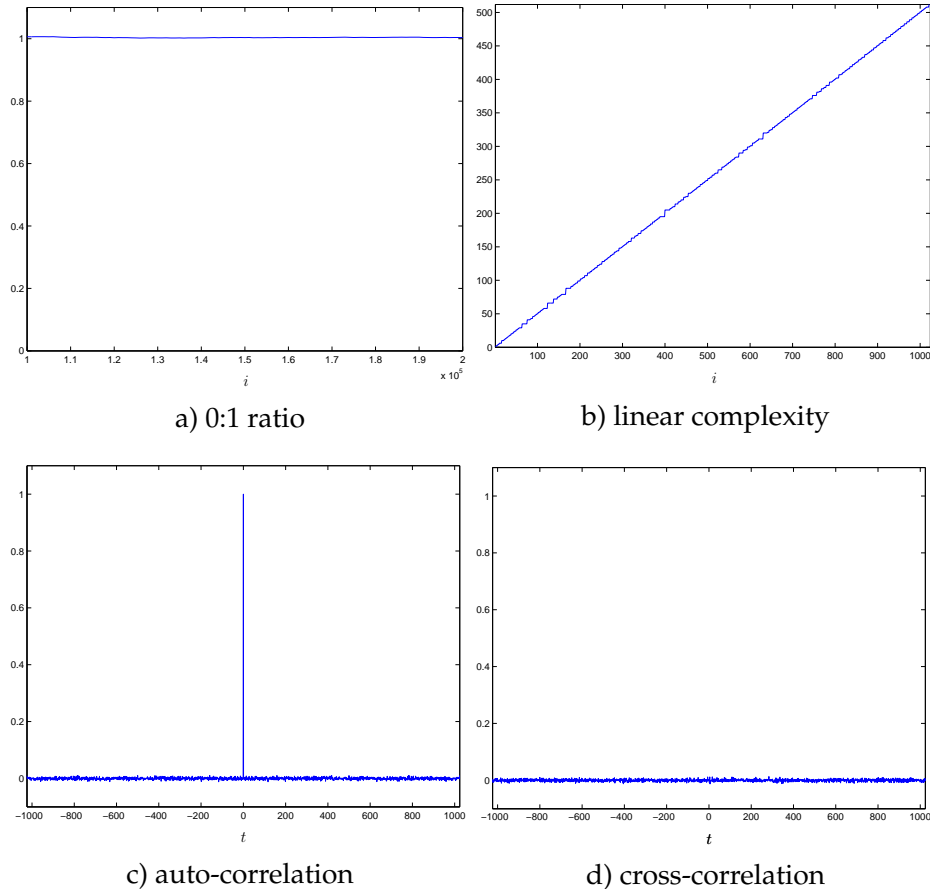 1
0.8
0.6
0.4
0.2
0
1 1.1 1.2 1.3 1.4 1.5 1.6 1.7 1.8 1.9 2
x 10⁵
i
a) 0:1 ratio
500
450
400
350
300
250
200
150
100
50
0
100 200 300 400 500 600 700 800 900 1000
i
b) linear complexity
1
0.8
0.6
0.4
0.2
0
−1000 −800 −600 −400 −200 0 200 400 600 800 1000
t
c) auto-correlation
1
0.8
0.6
0.4
0.2
0
−1000 −800 −600 −400 −200 0 200 400 600 800 1000
t
d) cross-correlation